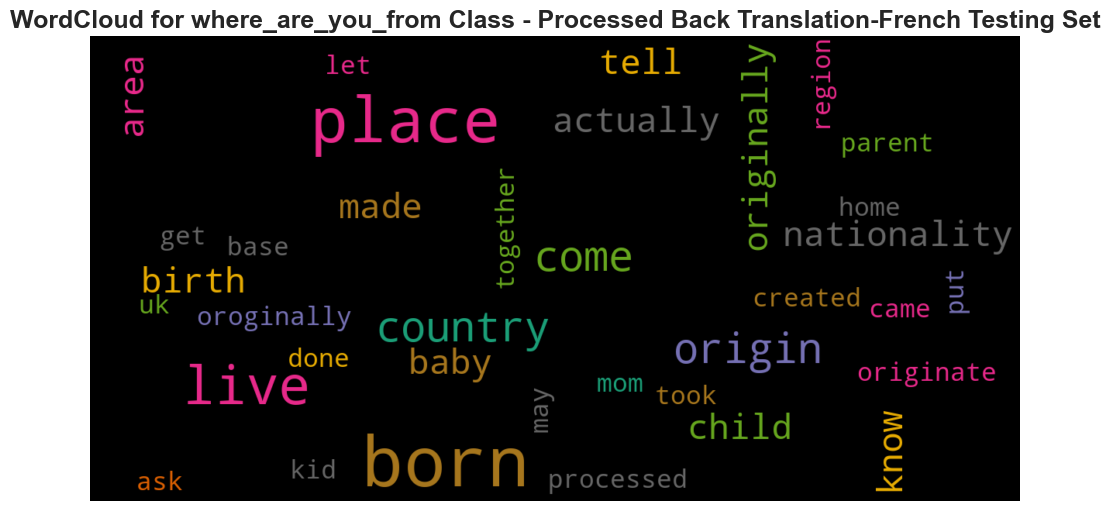 WordCloud for where_are_you_from Class - Processed Back Translation-French Testing Set
area
let
tell
originally
region
place
actually
parent
made
together
home
nationality
get
base
come
birth
uk
oroginally
created
came
put
country
origin
done
baby
live
mom
took
originate
may
child
know
born
ask
kid
processed